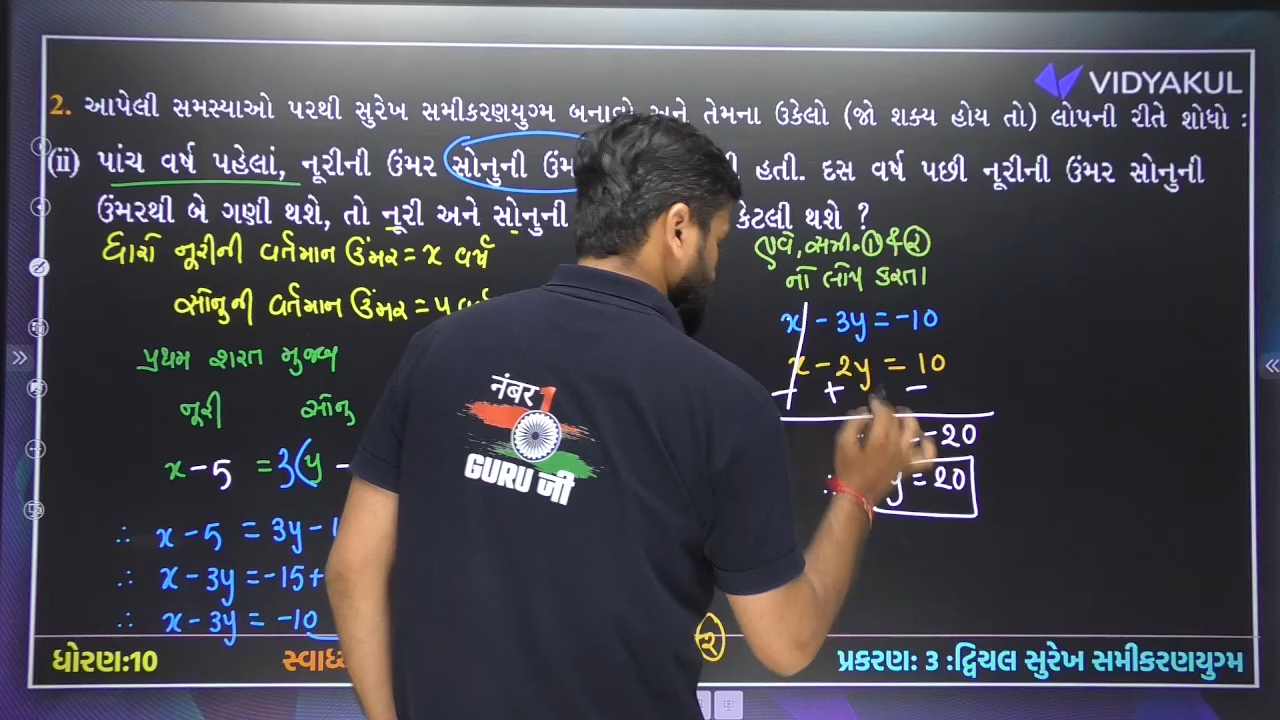 VIDYAKUL
2. આપેલી સમસ્યાઓ પરથી સુરેખ સમીકરણયુગ્મ બનાવો અને તેમના ઉકેલો (જો શક્ય હોય તો) લોપની રીતે શોધો :
(ii) પાંચ વર્ષ પહેલાં, નૂરીની ઉંમર સોનુની હતી. દસ વર્ષ પછી નૂરીની ઉંમર સોનુની
ઉંમરથી બે ગણી થશે, તો નૂરી અને સોનુની કેટલી થશે ?
ધારો નૂરીની વર્તમાન ઉંમર = x વર્ષ
સોનુની વર્તમાન ઉંમર = y
પ્રથમ શરત મુજબ
નૂરી સોનુ
x - 5 = 3(y -
∴ x - 5 = 3y -
∴ x - 3y = -15+
∴ x - 3y = -10
હવે, સમી. ① & ②
નો લોપ કરતા
x - 3y = -10
x - 2y = 10
- + -
-20
y = 20
नंबर 1
GURU જી
૨
ધોરણ:10 પ્રકરણ: 3 :દ્વિચલ સુરેખ સમીકરણયુગ્મ